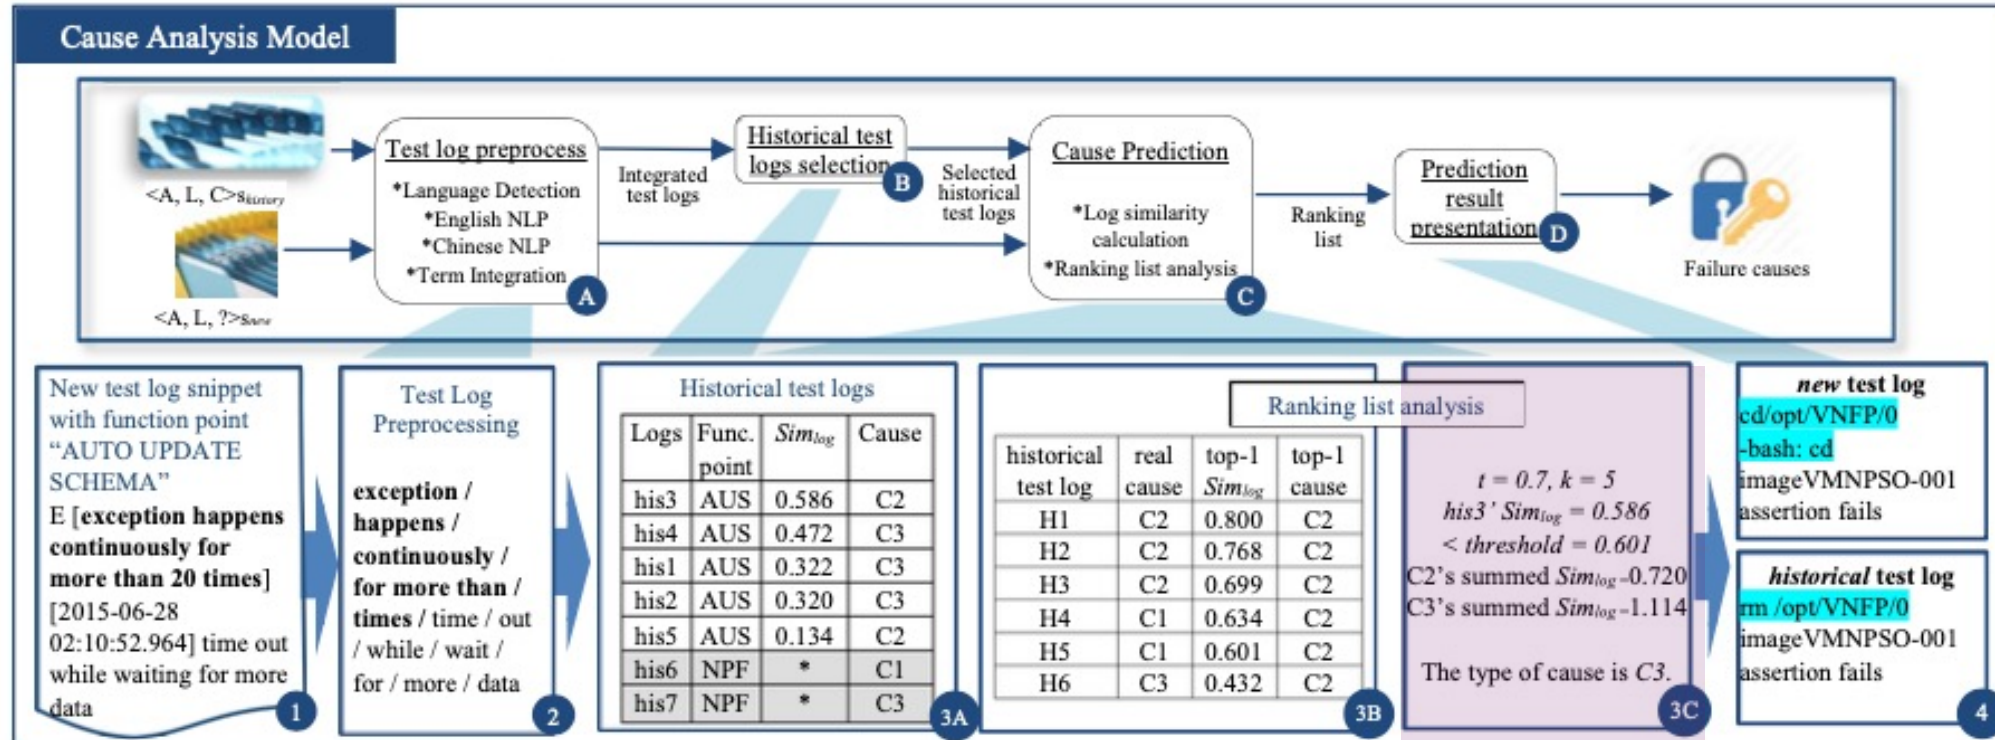 Cause Analysis Model
<A, L, C>shistory
<A, L, ?>snew
Test log preprocess
*Language Detection
*English NLP
*Chinese NLP
*Term Integration
A
Integrated
test logs
Historical test
logs selection
B
Selected
historical
test logs
Cause Prediction
*Log similarity
calculation
*Ranking list analysis
C
Ranking
list
Prediction
result
presentation
D
Failure causes
New test log snippet
with function point
“AUTO UPDATE
SCHEMA”
E [exception happens
continuously for
more than 20 times]
[2015-06-28
02:10:52.964] time out
while waiting for more
data
1
Test Log
Preprocessing
exception /
happens /
continuously /
for more than /
times / time / out
/ while / wait /
for / more / data
2
Historical test logs
Logs Func. point Simlog Cause
his3 AUS 0.586 C2
his4 AUS 0.472 C3
his1 AUS 0.322 C3
his2 AUS 0.320 C3
his5 AUS 0.134 C2
his6 NPF * C1
his7 NPF * C3
3A
Ranking list analysis
historical real top-1 top-1
test log cause Simlog cause
H1 C2 0.800 C2
H2 C2 0.768 C2
H3 C2 0.699 C2
H4 C1 0.634 C2
H5 C1 0.601 C2
H6 C3 0.432 C2
3B
t = 0.7, k = 5
his3’ Simlog = 0.586
< threshold = 0.601
C2’s summed Simlog=0.720
C3’s summed Simlog=1.114
The type of cause is C3.
3C
new test log
cd/opt/VNFP/0
-bash: cd
imageVMNPSO-001
assertion fails
historical test log
rm /opt/VNFP/0
imageVMNPSO-001
assertion fails
4